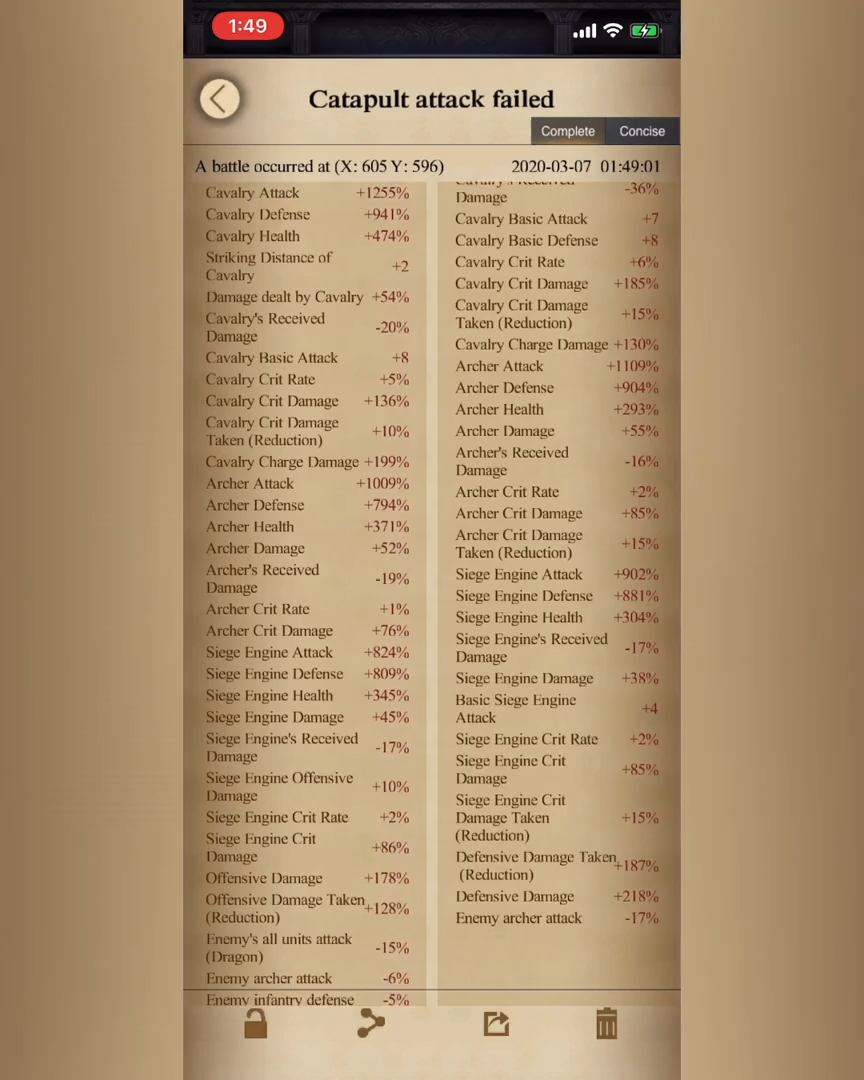 1:49
Catapult attack failed
Complete Concise
A battle occurred at (X: 605 Y: 596) 2020-03-07 01:49:01
Cavalry Attack +1255%
Cavalry Defense +941%
Cavalry Health +474%
Striking Distance of
Cavalry +2
Damage dealt by Cavalry +54%
Cavalry's Received
Damage -20%
Cavalry Basic Attack +8
Cavalry Crit Rate +5%
Cavalry Crit Damage +136%
Cavalry Crit Damage
Taken (Reduction) +10%
Cavalry Charge Damage +199%
Archer Attack +1009%
Archer Defense +794%
Archer Health +371%
Archer Damage +52%
Archer's Received
Damage -19%
Archer Crit Rate +1%
Archer Crit Damage +76%
Siege Engine Attack +824%
Siege Engine Defense +809%
Siege Engine Health +345%
Siege Engine Damage +45%
Siege Engine's Received
Damage -17%
Siege Engine Offensive
Damage +10%
Siege Engine Crit Rate +2%
Siege Engine Crit
Damage +86%
Offensive Damage +178%
Offensive Damage Taken
(Reduction) +128%
Enemy's all units attack
(Dragon) -15%
Enemy archer attack -6%
Enemy infantry defense -5%
Cavalry's Received
Damage -36%
Cavalry Basic Attack +7
Cavalry Basic Defense +8
Cavalry Crit Rate +6%
Cavalry Crit Damage +185%
Cavalry Crit Damage
Taken (Reduction) +15%
Cavalry Charge Damage +130%
Archer Attack +1109%
Archer Defense +904%
Archer Health +293%
Archer Damage +55%
Archer's Received
Damage -16%
Archer Crit Rate +2%
Archer Crit Damage +85%
Archer Crit Damage
Taken (Reduction) +15%
Siege Engine Attack +902%
Siege Engine Defense +881%
Siege Engine Health +304%
Siege Engine's Received
Damage -17%
Siege Engine Damage +38%
Basic Siege Engine
Attack +4
Siege Engine Crit Rate +2%
Siege Engine Crit
Damage +85%
Siege Engine Crit
Damage Taken
(Reduction) +15%
Defensive Damage Taken
(Reduction) +187%
Defensive Damage +218%
Enemy archer attack -17%